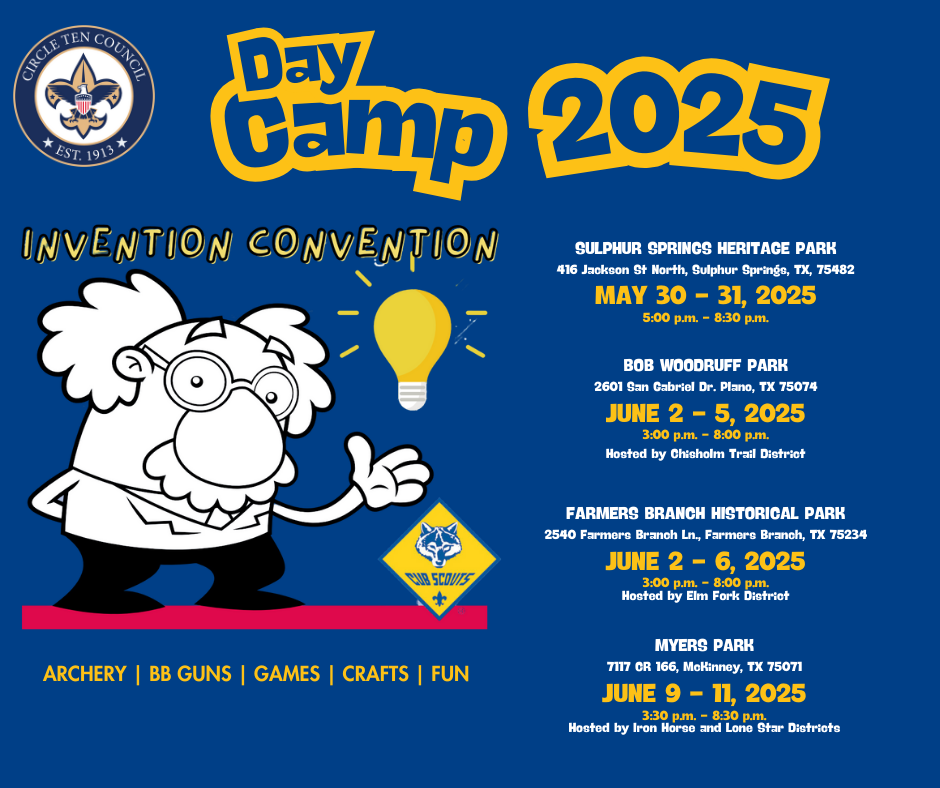 CIRCLE TEN COUNCIL
EST. 1913
Day
Camp 2025
INVENTION CONVENTION
CUB SCOUTS
ARCHERY | BB GUNS | GAMES | CRAFTS | FUN
SULPHUR SPRINGS HERITAGE PARK
416 Jackson St North, Sulphur Springs, TX, 75482
MAY 30 - 31, 2025
5:00 p.m. - 8:30 p.m.
BOB WOODRUFF PARK
2601 San Gabriel Dr. Plano, TX 75074
JUNE 2 - 5, 2025
3:00 p.m. - 8:00 p.m.
Hosted by Chisholm Trail District
FARMERS BRANCH HISTORICAL PARK
2540 Farmers Branch Ln., Farmers Branch, TX 75234
JUNE 2 - 6, 2025
3:00 p.m. - 8:00 p.m.
Hosted by Elm Fork District
MYERS PARK
7117 CR 166, McKinney, TX 75071
JUNE 9 - 11, 2025
3:30 p.m. - 8:30 p.m.
Hosted by Iron Horse and Lone Star Districts